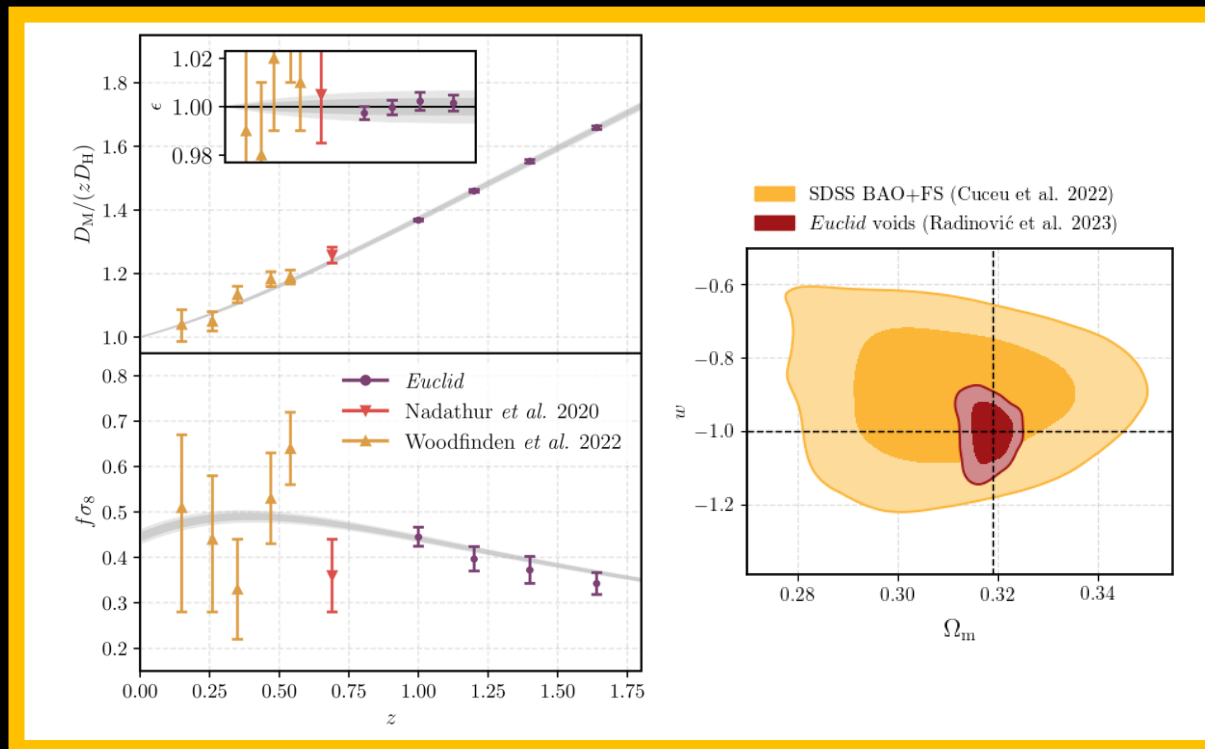 1.02
1.00
0.98
ϵ
1.8
1.6
1.4
1.2
1.0
D_M/(zD_H)
Euclid
Nadathur et al. 2020
Woodfinden et al. 2022
0.8
0.7
0.6
0.5
0.4
0.3
0.2
fσ₈
0.00 0.25 0.50 0.75 1.00 1.25 1.50 1.75
z
SDSS BAO+FS (Cuceu et al. 2022)
Euclid voids (Radinović et al. 2023)
−0.6
−0.8
−1.0
−1.2
w
0.28 0.30 0.32 0.34
Ω_m